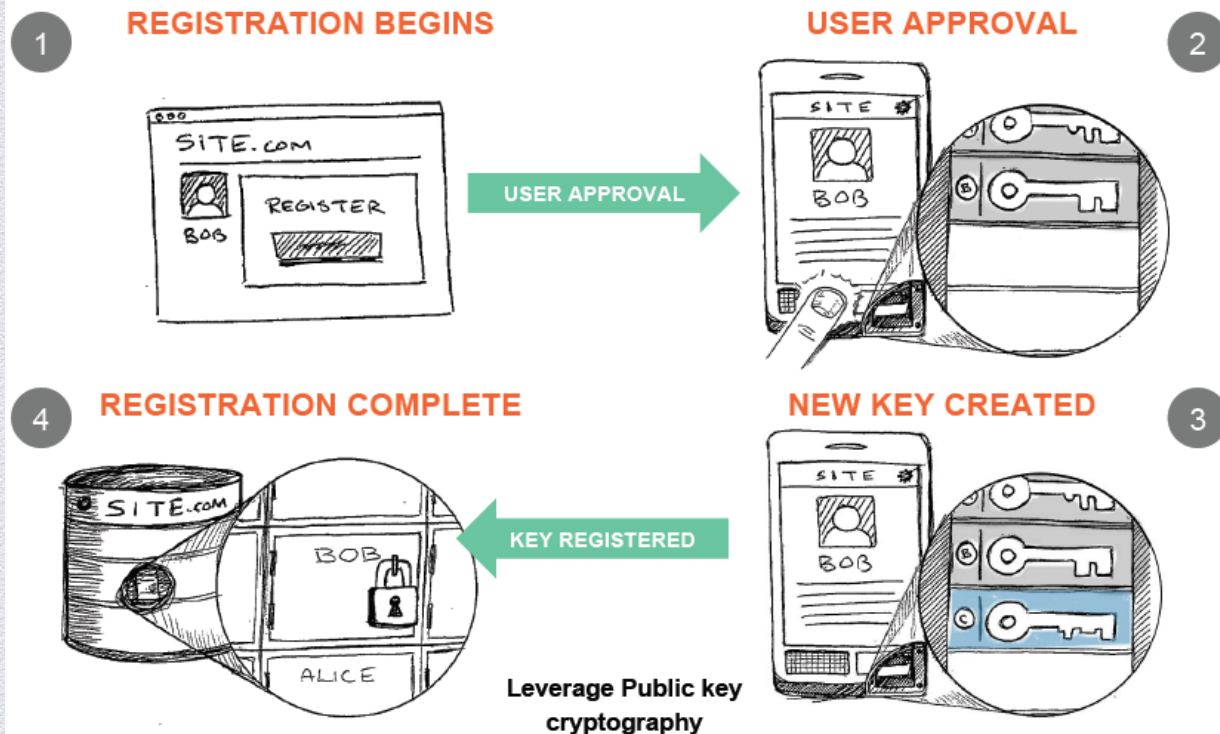 1
REGISTRATION BEGINS
SITE.COM
BOB
REGISTER
USER APPROVAL
USER APPROVAL
2
SITE
BOB
B
4
REGISTRATION COMPLETE
SITE.COM
BOB
ALICE
KEY REGISTERED
NEW KEY CREATED
3
SITE
BOB
B
C
Leverage Public key
cryptography